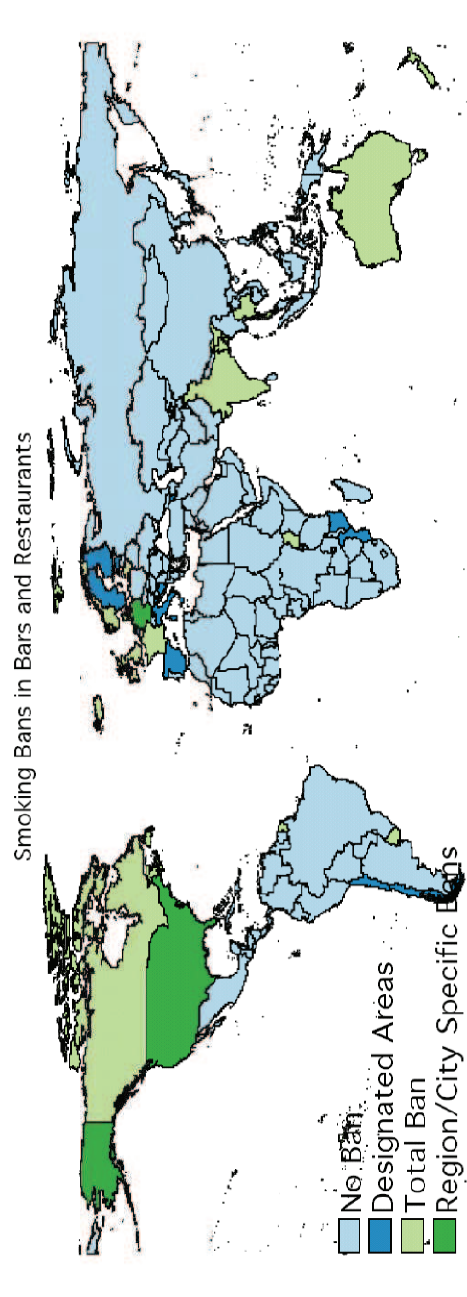 Smoking Bans in Bars and Restaurants
No Ban
Designated Areas
Total Ban
Region/City Specific Bans